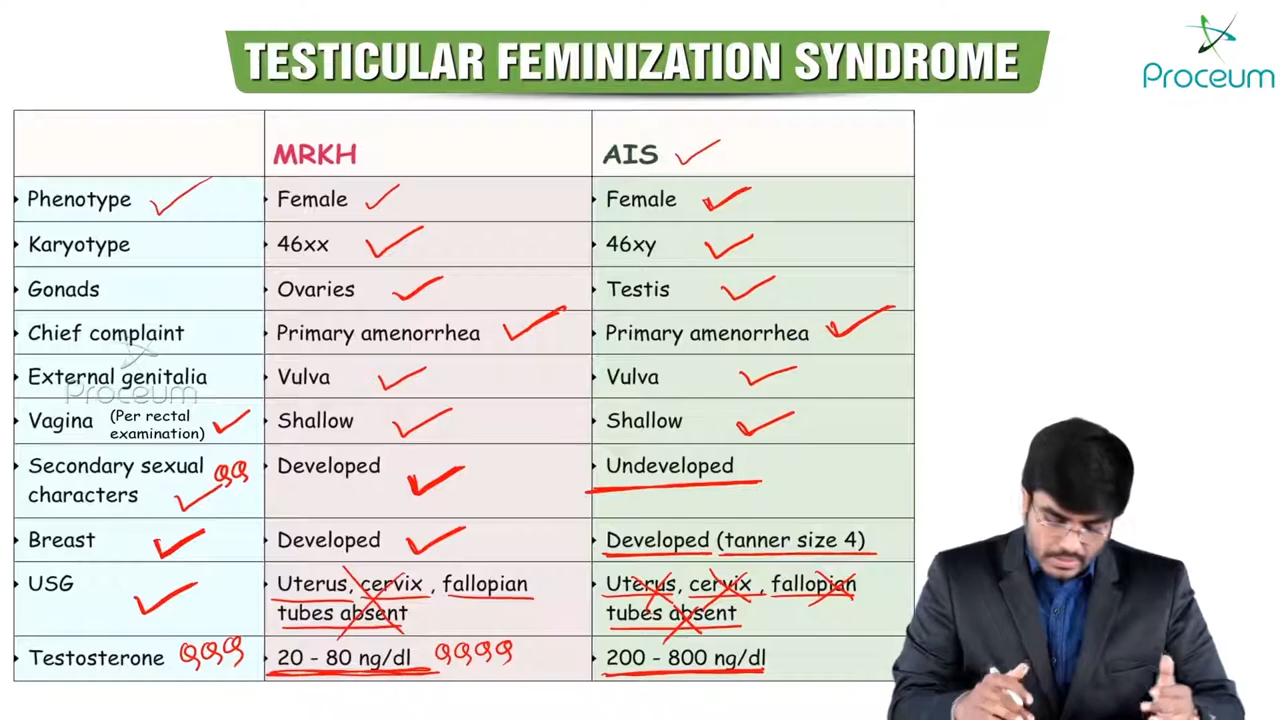 TESTICULAR FEMINIZATION SYNDROME
Proceum
MRKH
AIS
Phenotype
Female
Female
Karyotype
46xx
46xy
Gonads
Ovaries
Testis
Chief complaint
Primary amenorrhea
Primary amenorrhea
External genitalia
Vulva
Vulva
Proceum
Vagina (Per rectal
examination)
Shallow
Shallow
Secondary sexual
characters
Developed
Undeveloped
Breast
Developed
Developed (tanner size 4)
USG
Uterus, cervix , fallopian
tubes absent
Uterus, cervix , fallopian
tubes absent
Testosterone
20 - 80 ng/dl
200 - 800 ng/dl